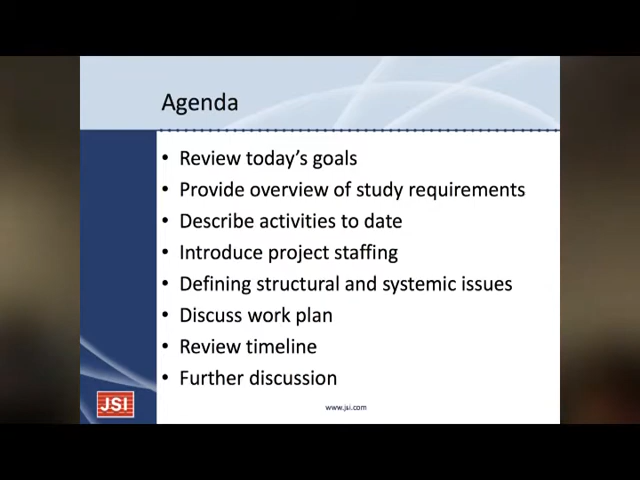 Agenda
• Review today's goals
• Provide overview of study requirements
• Describe activities to date
• Introduce project staffing
• Defining structural and systemic issues
• Discuss work plan
• Review timeline
• Further discussion
JSI
www.jsi.com